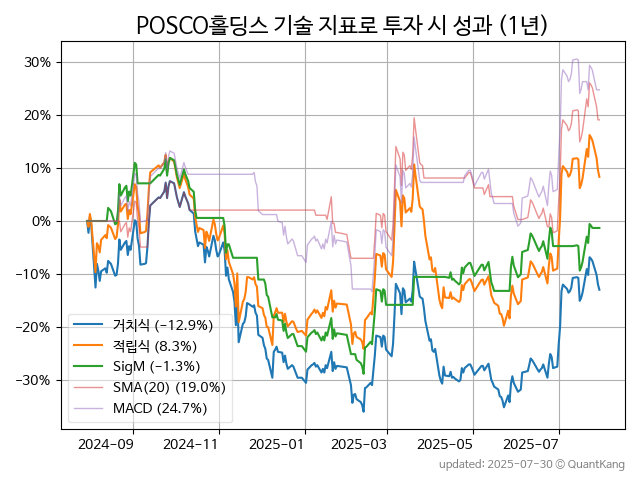 POSCO홀딩스 기술 지표로 투자 시 성과 (1년)
30%
20%
10%
0%
−10%
−20%
−30%
거치식 (−12.9%)
적립식 (8.3%)
SigM (−1.3%)
SMA(20) (19.0%)
MACD (24.7%)
2024-09
2024-11
2025-01
2025-03
2025-05
2025-07
updated: 2025-07-30 © QuantKang